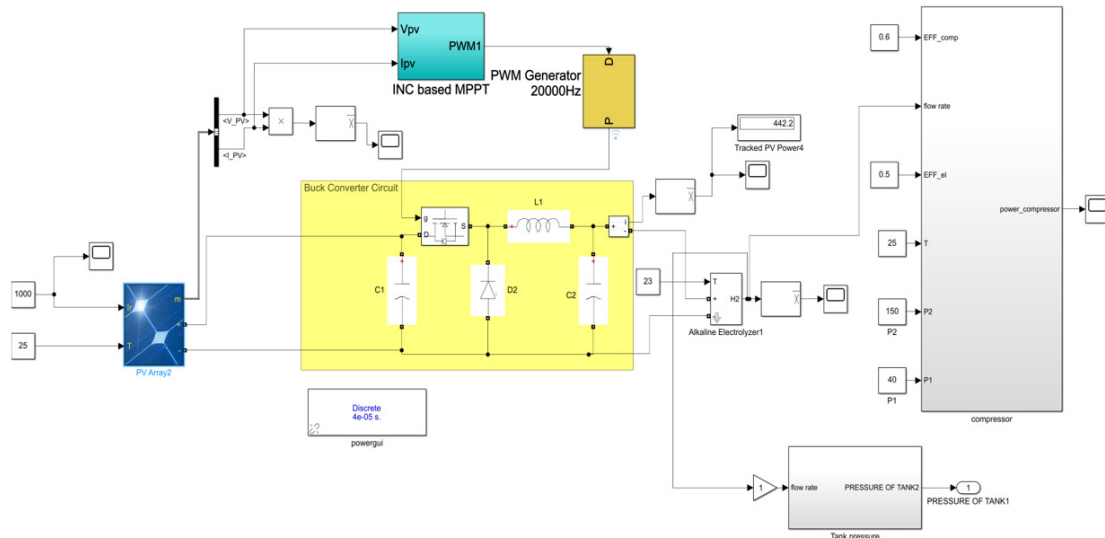 Vpv
Ipv
PWM1
INC based MPPT
D
P
PWM Generator
20000Hz
<V_PV>
<I_PV>
×
442.2
Tracked PV Power4
Buck Converter Circuit
g
D
S
L1
+
i
-
C1
D2
C2
1000
25
Ir
T
m
+
-
PV Array2
23
T
+
H2
Alkaline Electrolyzer1
Discrete
4e-05 s.
powergui
0.6
EFF_comp
flow rate
0.5
EFF_el
power_compressor
25
T
150
P2
P2
40
P1
P1
compressor
1
flow rate
PRESSURE OF TANK2
1
PRESSURE OF TANK1
Tank pressure